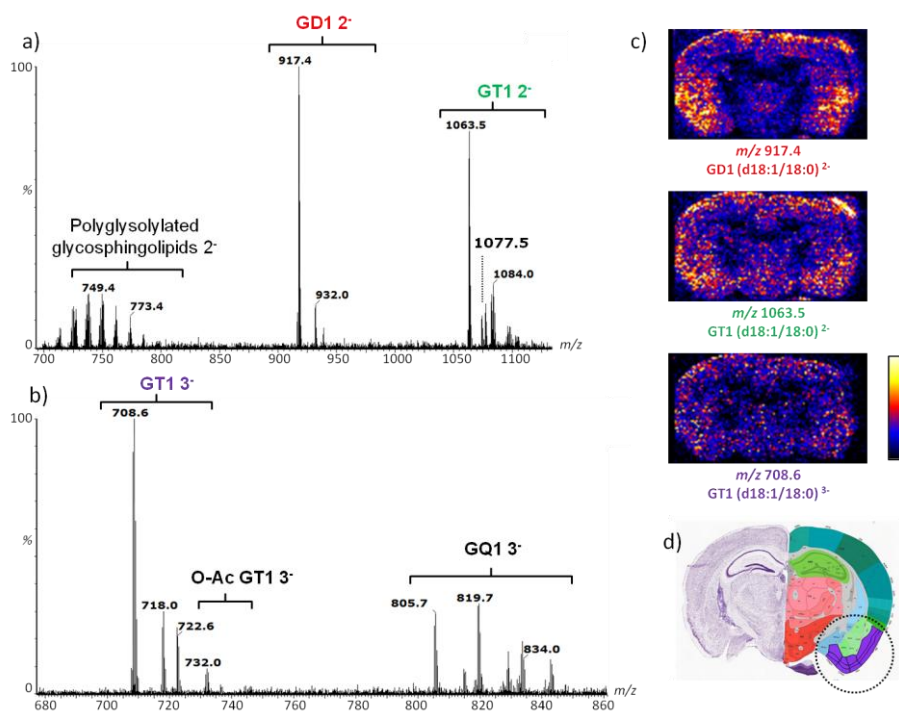 a)
GD1 2-
917.4
GT1 2-
1063.5
100
%
0
Polyglysolylated
glycosphingolipids 2-
749.4
773.4
932.0
1077.5
1084.0
700 750 800 850 900 950 1000 1050 1100 m/z
b)
GT1 3-
708.6
100
%
0
O-Ac GT1 3-
718.0
722.6
732.0
GQ1 3-
805.7
819.7
834.0
680 700 720 740 760 780 800 820 840 860
m/z
c)
m/z 917.4
GD1 (d18:1/18:0) 2-
m/z 1063.5
GT1 (d18:1/18:0) 2-
m/z 708.6
GT1 (d18:1/18:0) 3-
d)